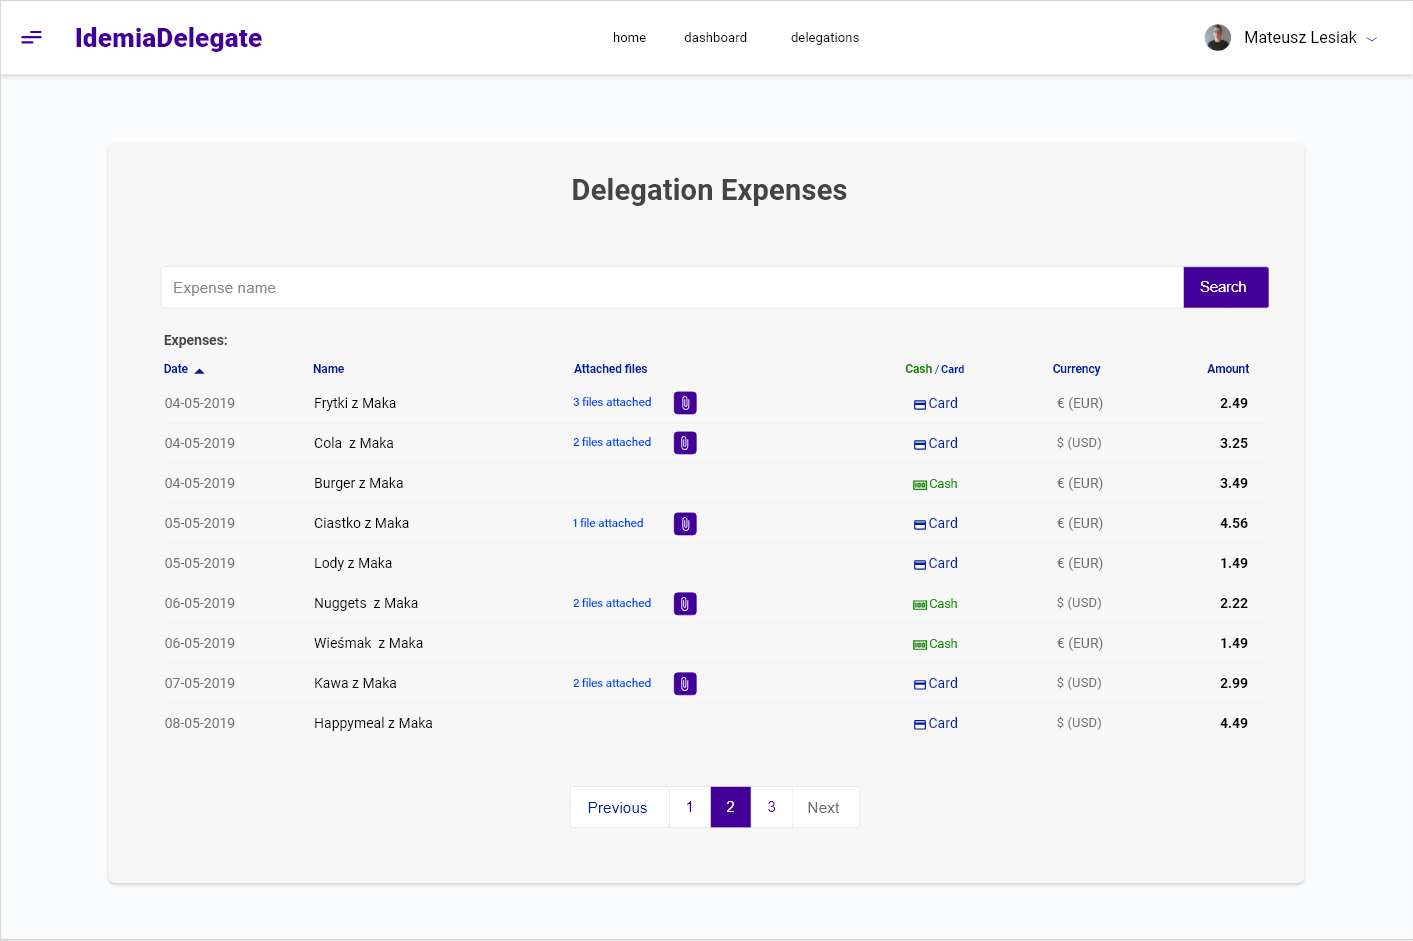 IdemiaDelegate home dashboard delegations Mateusz Lesiak
Delegation Expenses
Expense name Search
Expenses:
Date Name Attached files Cash / Card Currency Amount
04-05-2019 Frytki z Maka 3 files attached Card € (EUR) 2.49
04-05-2019 Cola z Maka 2 files attached Card $ (USD) 3.25
04-05-2019 Burger z Maka Cash € (EUR) 3.49
05-05-2019 Ciastko z Maka 1 file attached Card € (EUR) 4.56
05-05-2019 Lody z Maka Card € (EUR) 1.49
06-05-2019 Nuggets z Maka 2 files attached Cash $ (USD) 2.22
06-05-2019 Wieśmak z Maka Cash € (EUR) 1.49
07-05-2019 Kawa z Maka 2 files attached Card $ (USD) 2.99
08-05-2019 Happymeal z Maka Card $ (USD) 4.49
Previous 1 2 3 Next